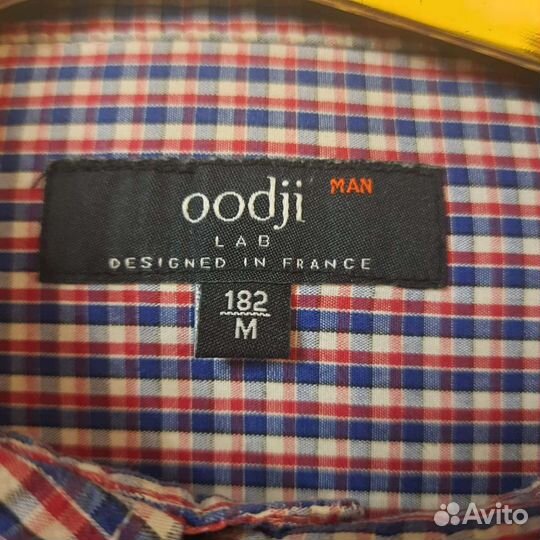 oodji MAN
LAB
DESIGNED IN FRANCE
182
M
Avito